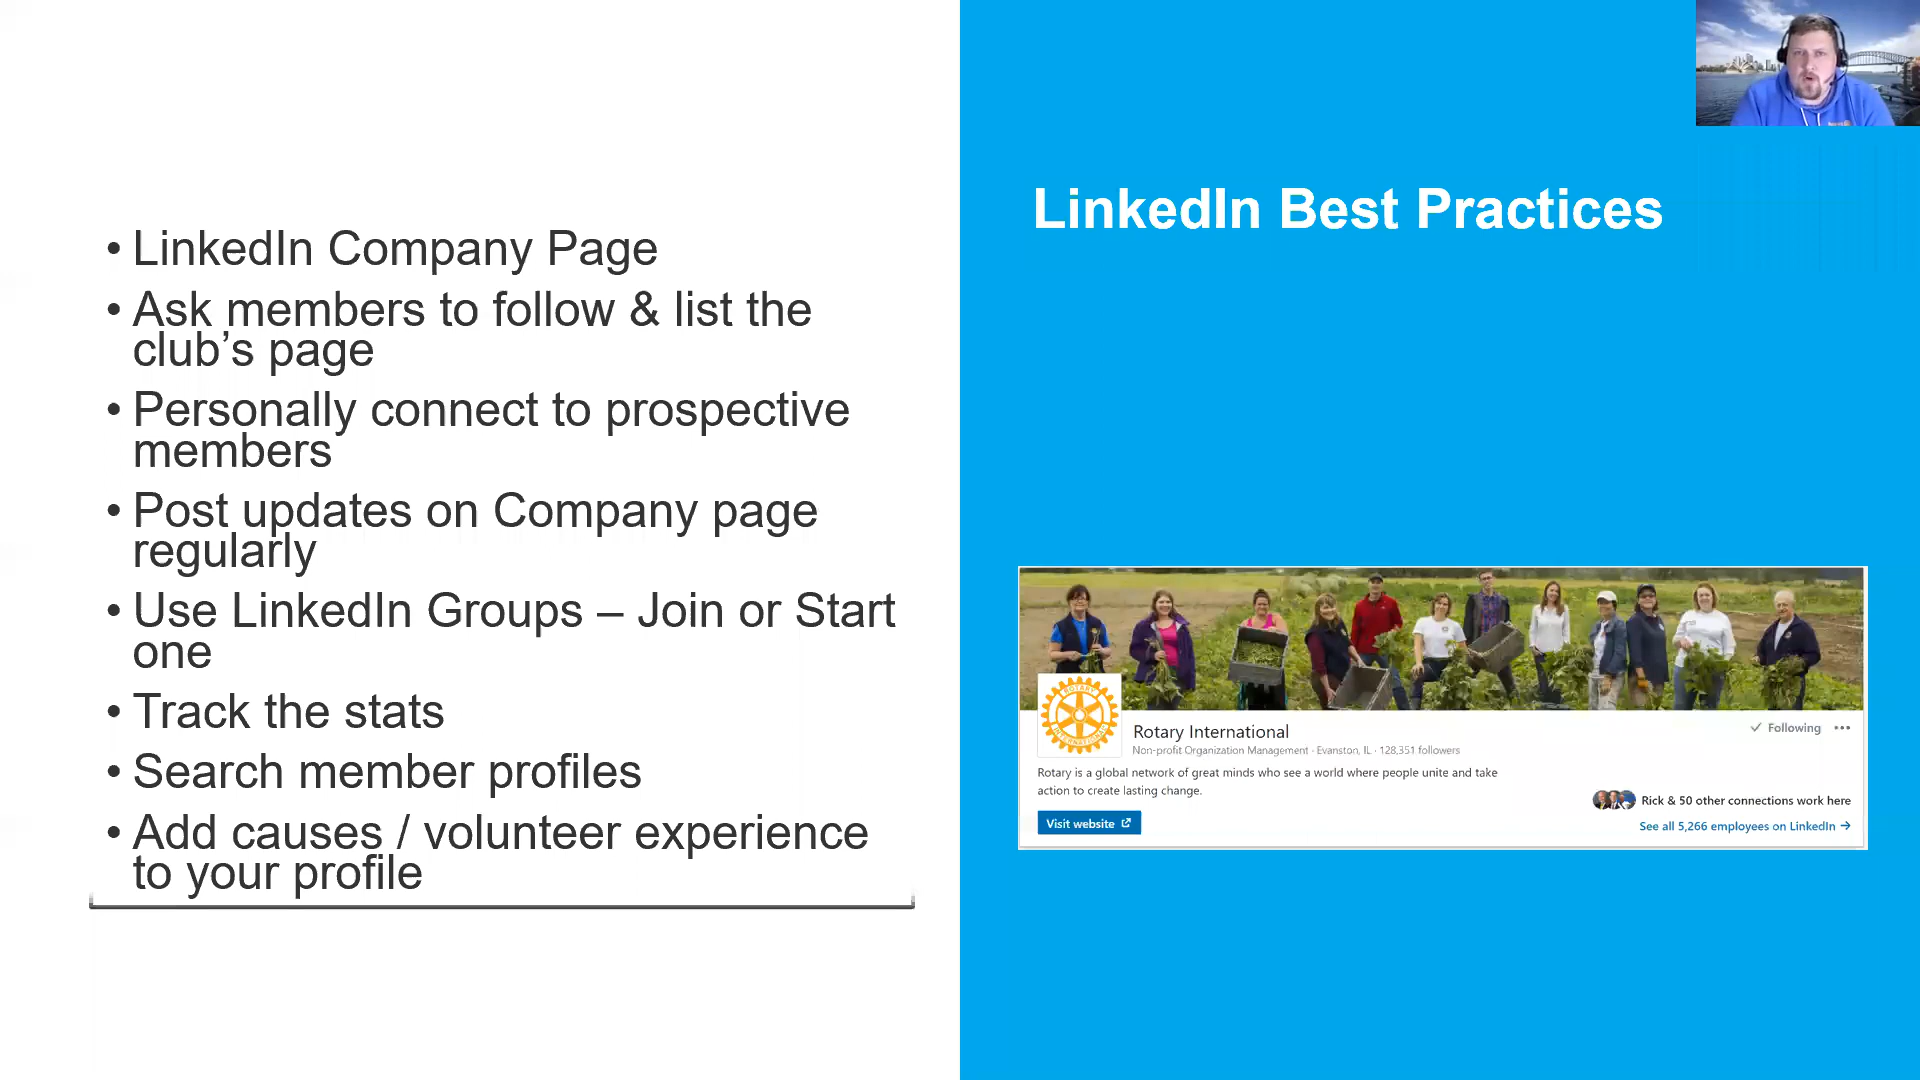 • LinkedIn Company Page
• Ask members to follow & list the
club’s page
• Personally connect to prospective
members
• Post updates on Company page
regularly
• Use LinkedIn Groups – Join or Start
one
• Track the stats
• Search member profiles
• Add causes / volunteer experience
to your profile
LinkedIn Best Practices
ROTARY
INTERNATIONAL
Rotary International
Non-profit Organization Management · Evanston, IL · 128,351 followers
Following
Rotary is a global network of great minds who see a world where people unite and take
action to create lasting change.
Rick & 50 other connections work here
Visit website
See all 5,266 employees on LinkedIn →